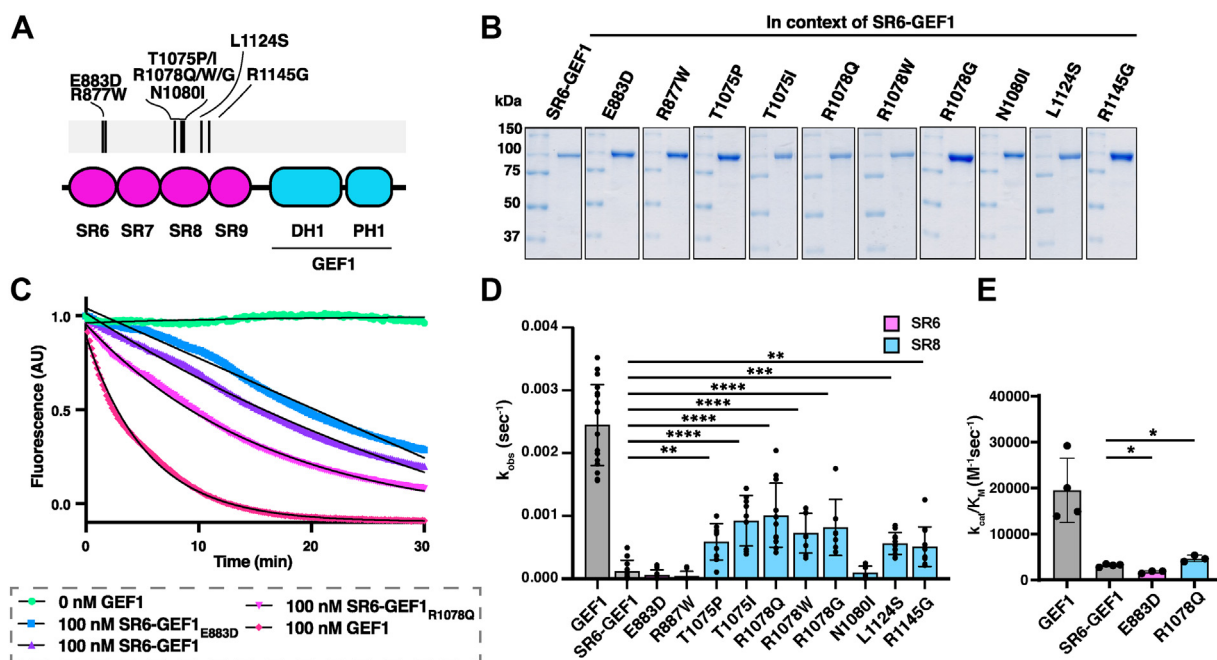 A
L1124S
T1075P/I
R1078Q/W/G
R1145G
E883D
R877W
N1080I
SR6 SR7 SR8 SR9 DH1 PH1
GEF1
B
In context of SR6-GEF1
SR6-GEF1 E883D R877W T1075P T1075I R1078Q R1078W R1078G N1080I L1124S R1145G
kDa
150
100
75
50
37
C
Fluorescence (AU)
1.0
0.5
0.0
0 10 20 30
Time (min)
0 nM GEF1
100 nM SR6-GEF1E883D
100 nM SR6-GEF1
100 nM SR6-GEF1R1078Q
100 nM GEF1
D
SR6
SR8
kobs (sec⁻¹)
0.004
0.003
0.002
0.001
0.000
**
***
****
****
****
****
**
GEF1 SR6-GEF1 E883D R877W T1075P T1075I R1078Q R1078W R1078G N1080I L1124S R1145G
E
kcat/KM (M⁻¹sec⁻¹)
40000
30000
20000
10000
0
*
*
GEF1 SR6-GEF1 E883D R1078Q